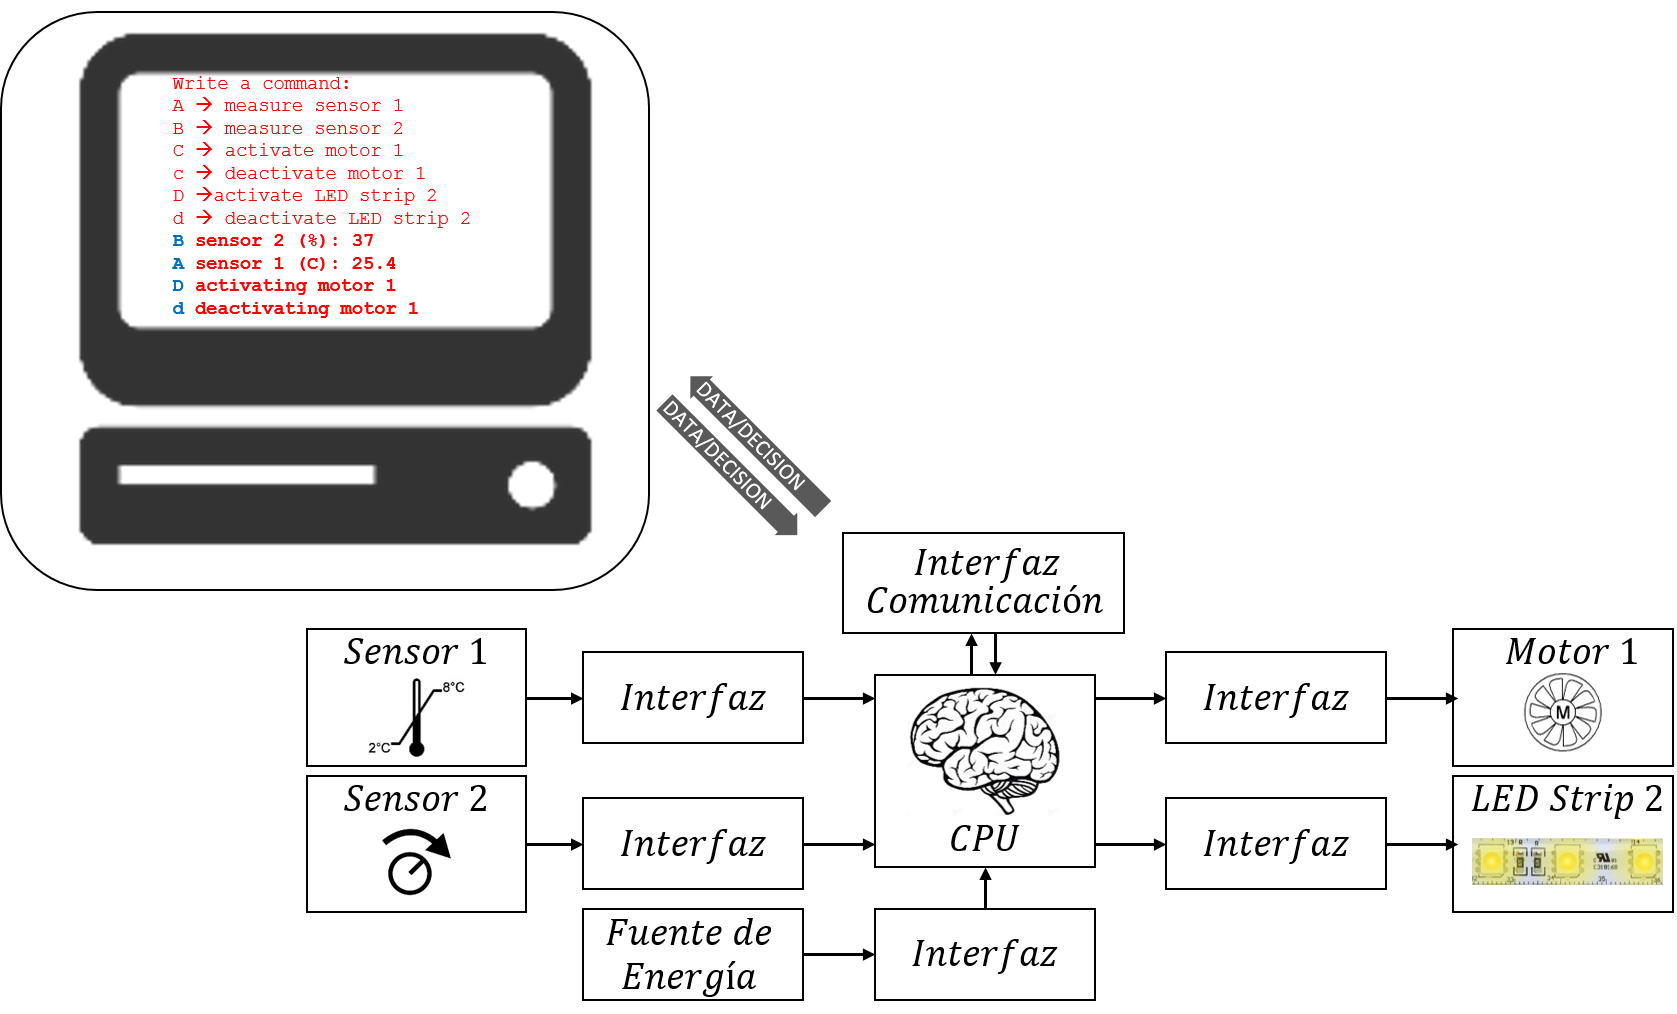 Write a command:
A → measure sensor 1
B → measure sensor 2
C → activate motor 1
c → deactivate motor 1
D →activate LED strip 2
d → deactivate LED strip 2
B sensor 2 (%): 37
A sensor 1 (C): 25.4
D activating motor 1
d deactivating motor 1
DATA/DECISION
DATA/DECISION
Interfaz
Comunicación
Sensor 1
8°C
2°C
Interfaz
Interfaz
Motor 1
M
Sensor 2
Interfaz
CPU
Interfaz
LED Strip 2
Fuente de
Energía
Interfaz